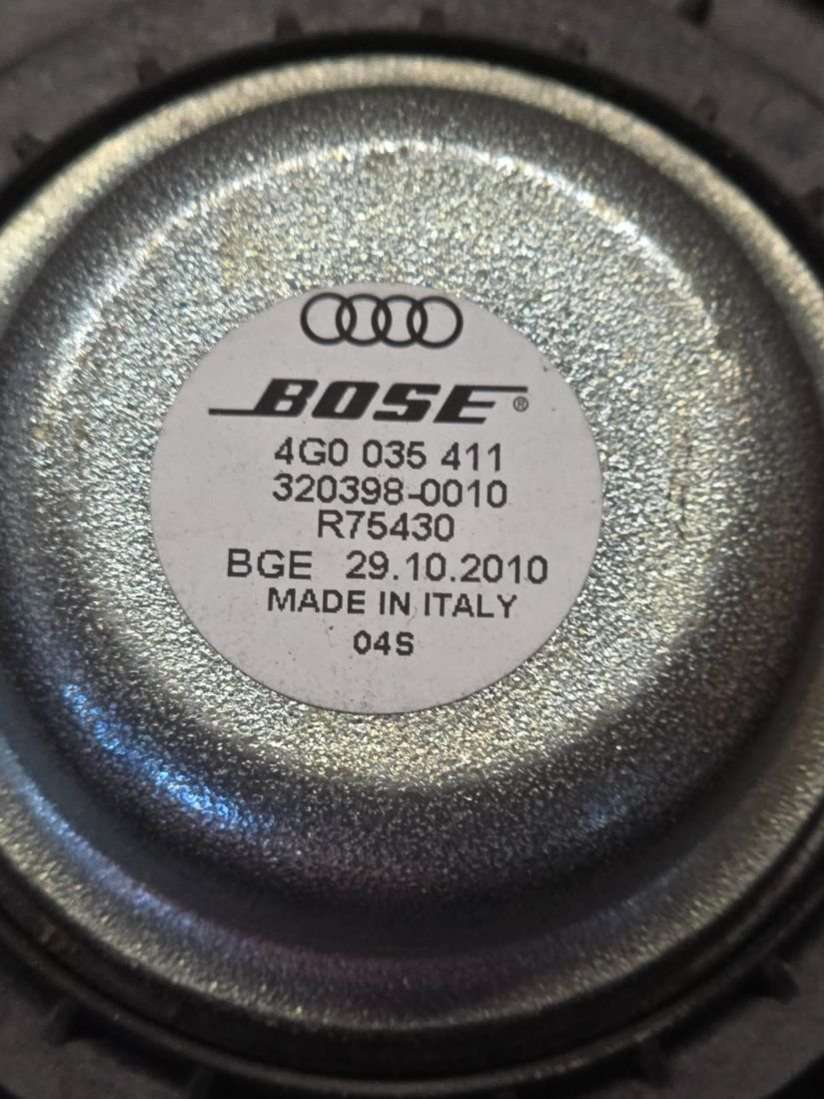 BOSE®
4G0 035 411
320398-0010
R75430
BGE 29.10.2010
MADE IN ITALY
04S